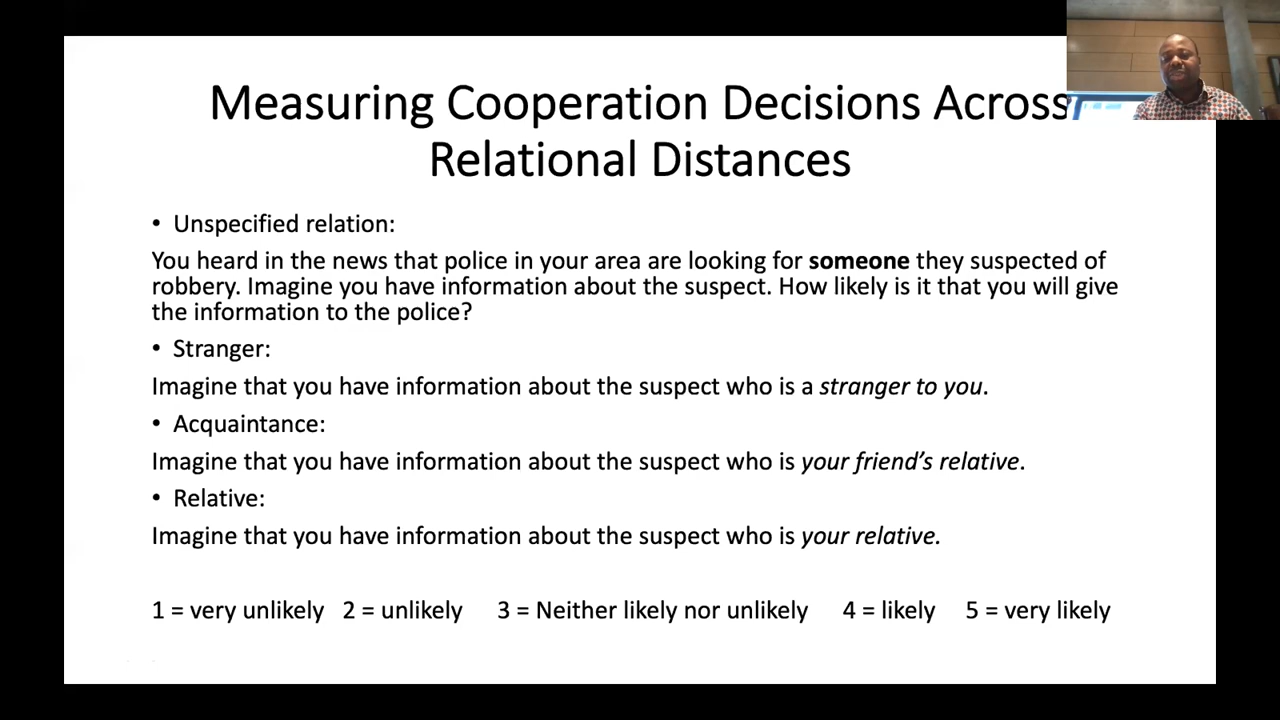 Measuring Cooperation Decisions Across
Relational Distances
• Unspecified relation:
You heard in the news that police in your area are looking for someone they suspected of
robbery. Imagine you have information about the suspect. How likely is it that you will give
the information to the police?
• Stranger:
Imagine that you have information about the suspect who is a stranger to you.
• Acquaintance:
Imagine that you have information about the suspect who is your friend’s relative.
• Relative:
Imagine that you have information about the suspect who is your relative.
1 = very unlikely 2 = unlikely 3 = Neither likely nor unlikely 4 = likely 5 = very likely